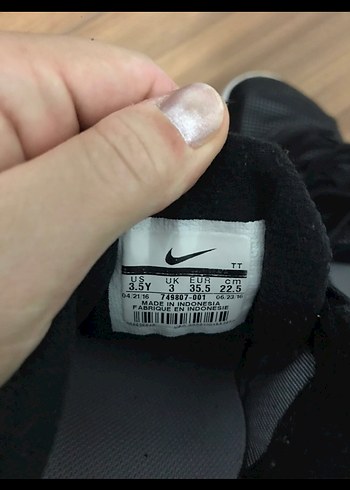 TT
US UK EUR cm
3.5Y 3 35.5 22.5
04.21.16 749807-001 06.23.16
MADE IN INDONESIA
FABRIQUE EN INDONESIE